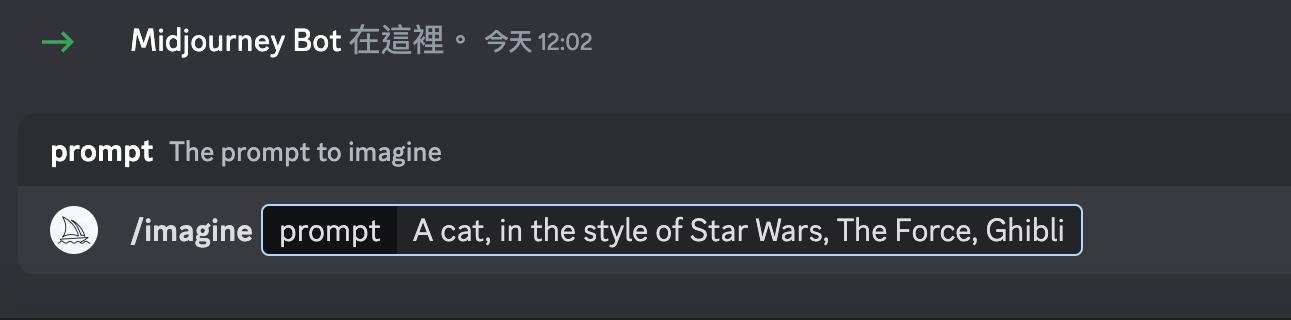 Midjourney Bot 在這裡。 今天 12:02
prompt The prompt to imagine
/imagine prompt A cat, in the style of Star Wars, The Force, Ghibli